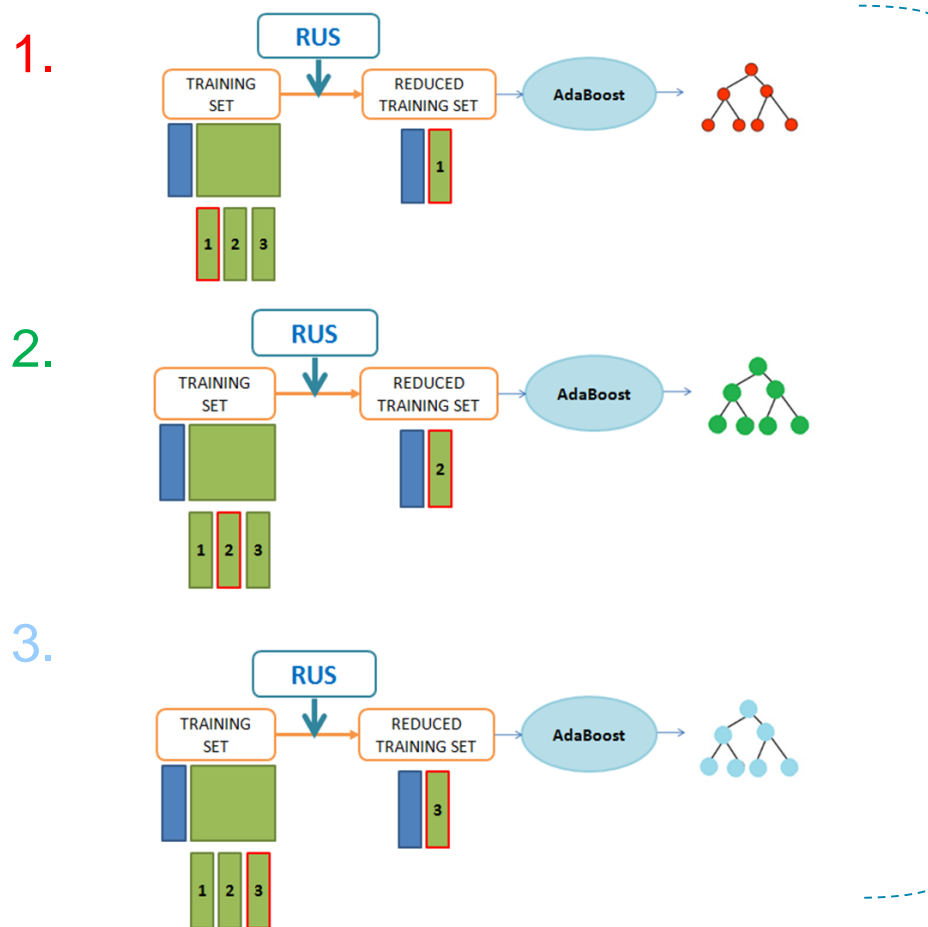 1.
RUS
TRAINING
SET
REDUCED
TRAINING SET
AdaBoost
1
1 2 3
2.
RUS
TRAINING
SET
REDUCED
TRAINING SET
AdaBoost
2
1 2 3
3.
RUS
TRAINING
SET
REDUCED
TRAINING SET
AdaBoost
3
1 2 3